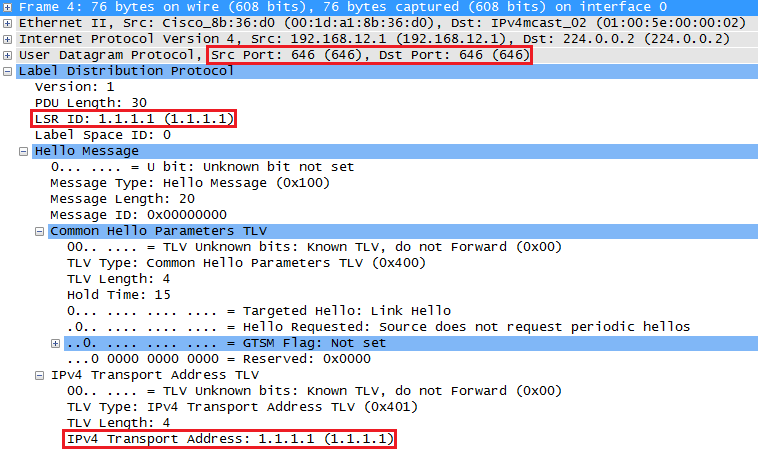 Frame 4: 76 bytes on wire (608 bits), 76 bytes captured (608 bits) on interface 0
Ethernet II, Src: Cisco_8b:36:d0 (00:1d:a1:8b:36:d0), Dst: IPv4mcast_02 (01:00:5e:00:00:02)
Internet Protocol Version 4, Src: 192.168.12.1 (192.168.12.1), Dst: 224.0.0.2 (224.0.0.2)
User Datagram Protocol, Src Port: 646 (646), Dst Port: 646 (646)
Label Distribution Protocol
Version: 1
PDU Length: 30
LSR ID: 1.1.1.1 (1.1.1.1)
Label Space ID: 0
Hello Message
0... .... = U bit: Unknown bit not set
Message Type: Hello Message (0x100)
Message Length: 20
Message ID: 0x00000000
Common Hello Parameters TLV
00.. .... = TLV Unknown bits: Known TLV, do not Forward (0x00)
TLV Type: Common Hello Parameters TLV (0x400)
TLV Length: 4
Hold Time: 15
0... .... .... .... = Targeted Hello: Link Hello
.0.. .... .... .... = Hello Requested: Source does not request periodic hellos
..0. .... .... .... = GTSM Flag: Not set
...0 0000 0000 0000 = Reserved: 0x0000
IPv4 Transport Address TLV
00.. .... = TLV Unknown bits: Known TLV, do not Forward (0x00)
TLV Type: IPv4 Transport Address TLV (0x401)
TLV Length: 4
IPv4 Transport Address: 1.1.1.1 (1.1.1.1)